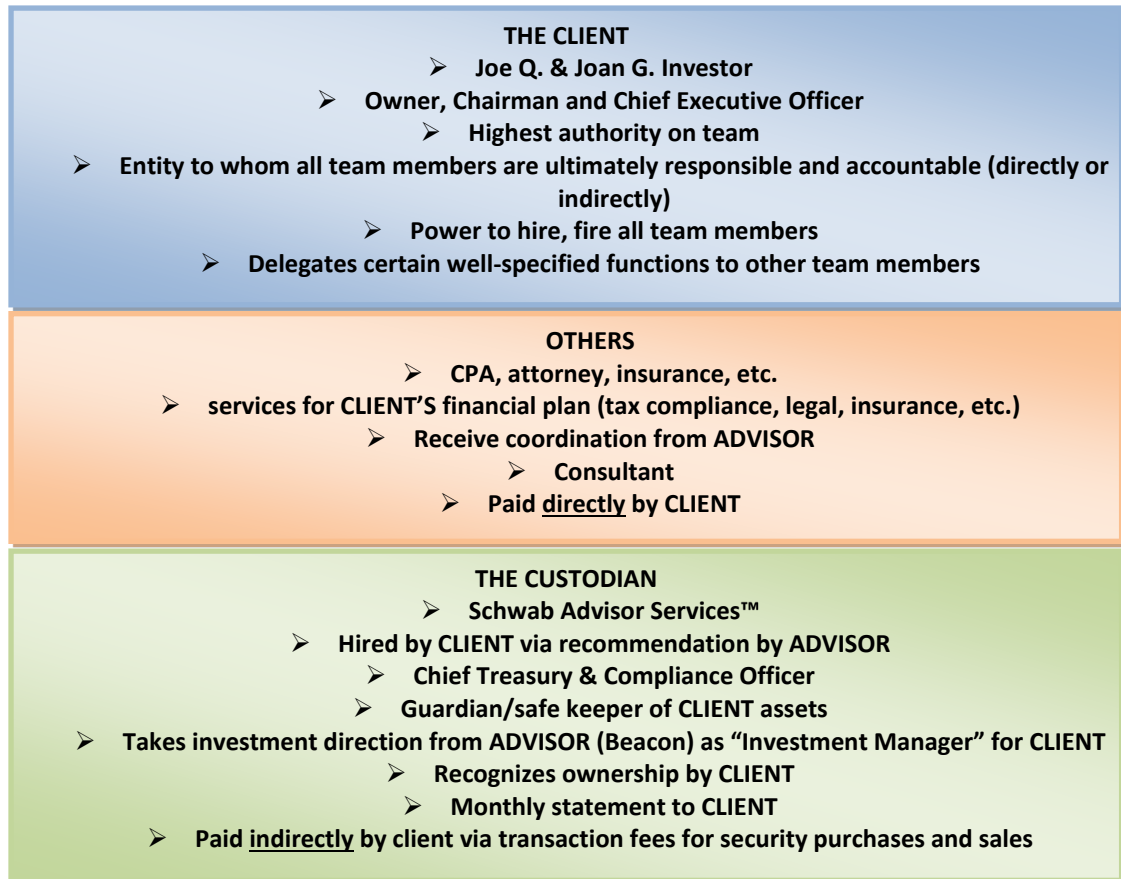 THE CLIENT
➢ Joe Q. & Joan G. Investor
➢ Owner, Chairman and Chief Executive Officer
➢ Highest authority on team
➢ Entity to whom all team members are ultimately responsible and accountable (directly or
indirectly)
➢ Power to hire, fire all team members
➢ Delegates certain well-specified functions to other team members
OTHERS
➢ CPA, attorney, insurance, etc.
➢ services for CLIENT’S financial plan (tax compliance, legal, insurance, etc.)
➢ Receive coordination from ADVISOR
➢ Consultant
➢ Paid directly by CLIENT
THE CUSTODIAN
➢ Schwab Advisor Services™
➢ Hired by CLIENT via recommendation by ADVISOR
➢ Chief Treasury & Compliance Officer
➢ Guardian/safe keeper of CLIENT assets
➢ Takes investment direction from ADVISOR (Beacon) as “Investment Manager” for CLIENT
➢ Recognizes ownership by CLIENT
➢ Monthly statement to CLIENT
➢ Paid indirectly by client via transaction fees for security purchases and sales